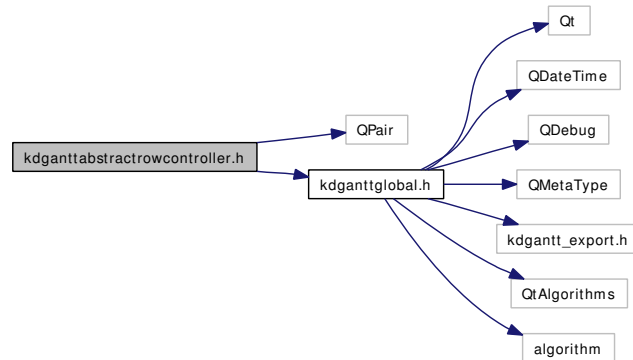 Qt
QDateTime
QPair
QDebug
kdganttabstractrowcontroller.h
kdganttglobal.h
QMetaType
kdgantt_export.h
QtAlgorithms
algorithm